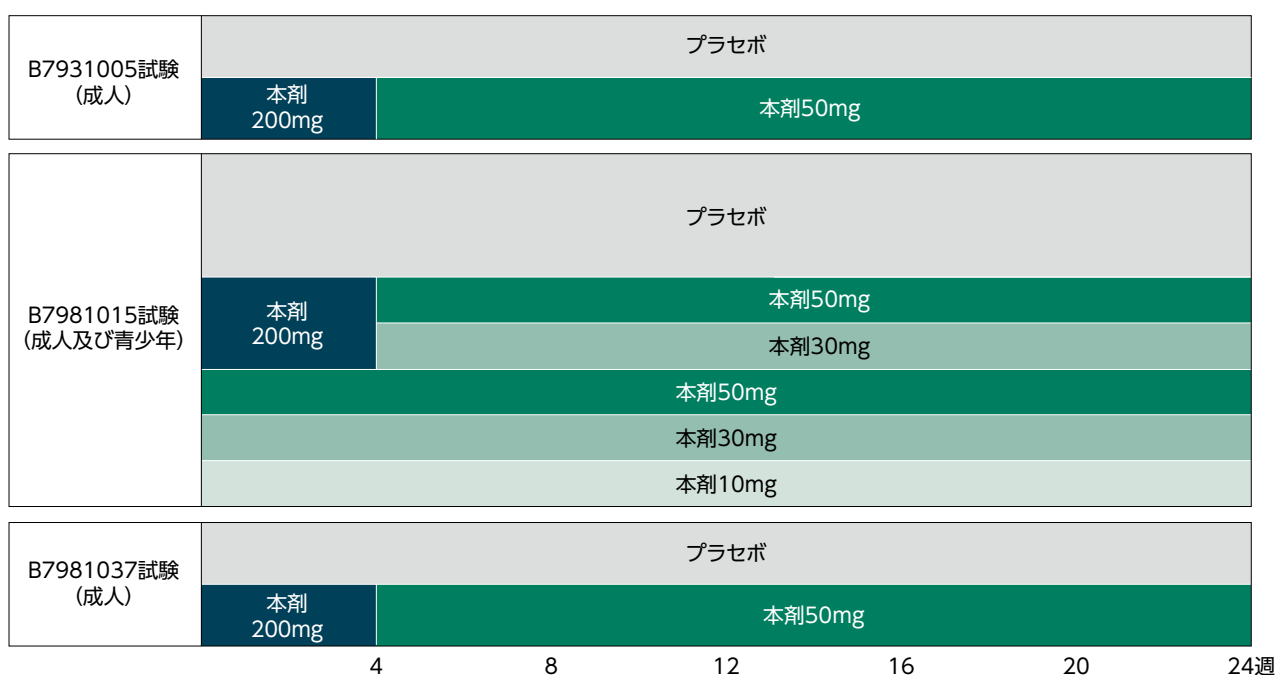 プラセボ
B7931005試験
（成人）
本剤
200mg
本剤50mg
プラセボ
B7981015試験
（成人及び青少年）
本剤
200mg
本剤50mg
本剤30mg
本剤50mg
本剤30mg
本剤10mg
プラセボ
B7981037試験
（成人）
本剤
200mg
本剤50mg
4 8 12 16 20 24週